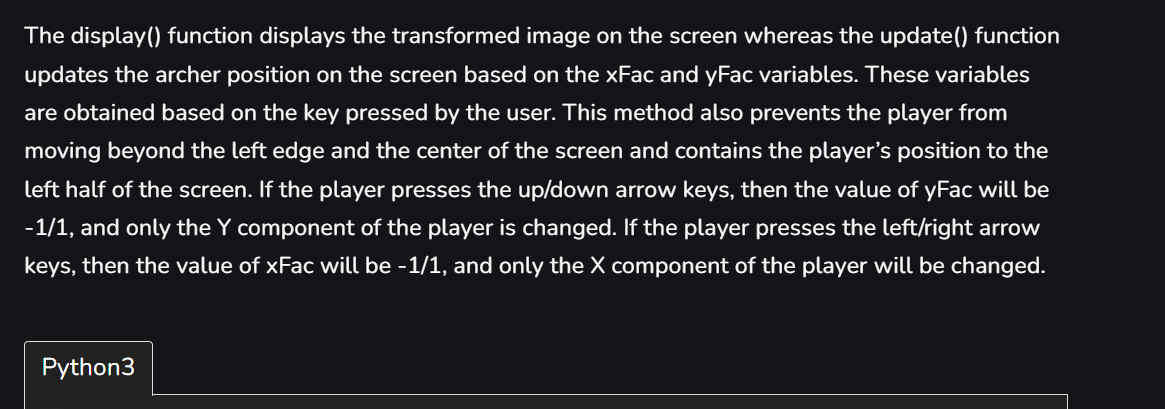 The display() function displays the transformed image on the screen whereas the update() function
updates the archer position on the screen based on the xFac and yFac variables. These variables
are obtained based on the key pressed by the user. This method also prevents the player from
moving beyond the left edge and the center of the screen and contains the player’s position to the
left half of the screen. If the player presses the up/down arrow keys, then the value of yFac will be
-1/1, and only the Y component of the player is changed. If the player presses the left/right arrow
keys, then the value of xFac will be -1/1, and only the X component of the player will be changed.
Python3